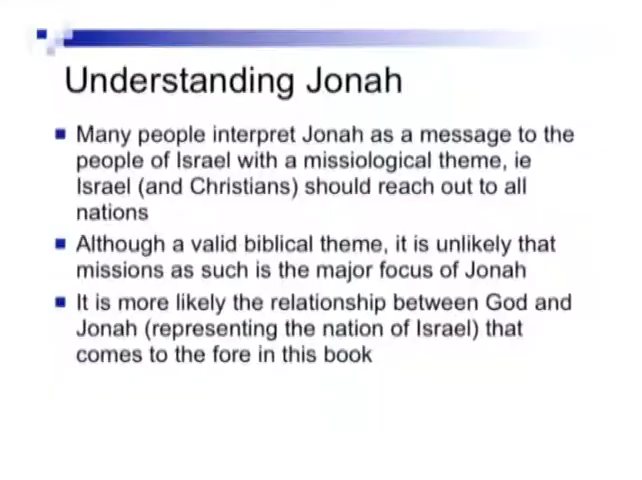 Understanding Jonah
Many people interpret Jonah as a message to the
people of Israel with a missiological theme, ie
Israel (and Christians) should reach out to all
nations
Although a valid biblical theme, it is unlikely that
missions as such is the major focus of Jonah
It is more likely the relationship between God and
Jonah (representing the nation of Israel) that
comes to the fore in this book